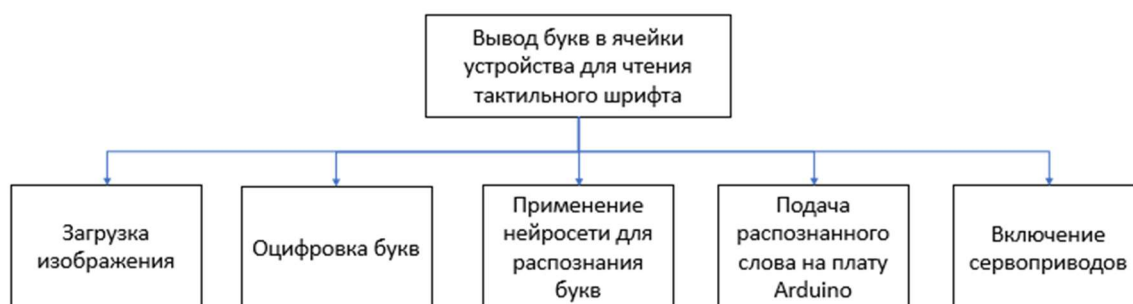 Вывод букв в ячейки
устройства для чтения
тактильного шрифта
Загрузка
изображения
Оцифровка букв
Применение
нейросети для
распознания
букв
Подача
распознанного
слова на плату
Arduino
Включение
сервоприводов